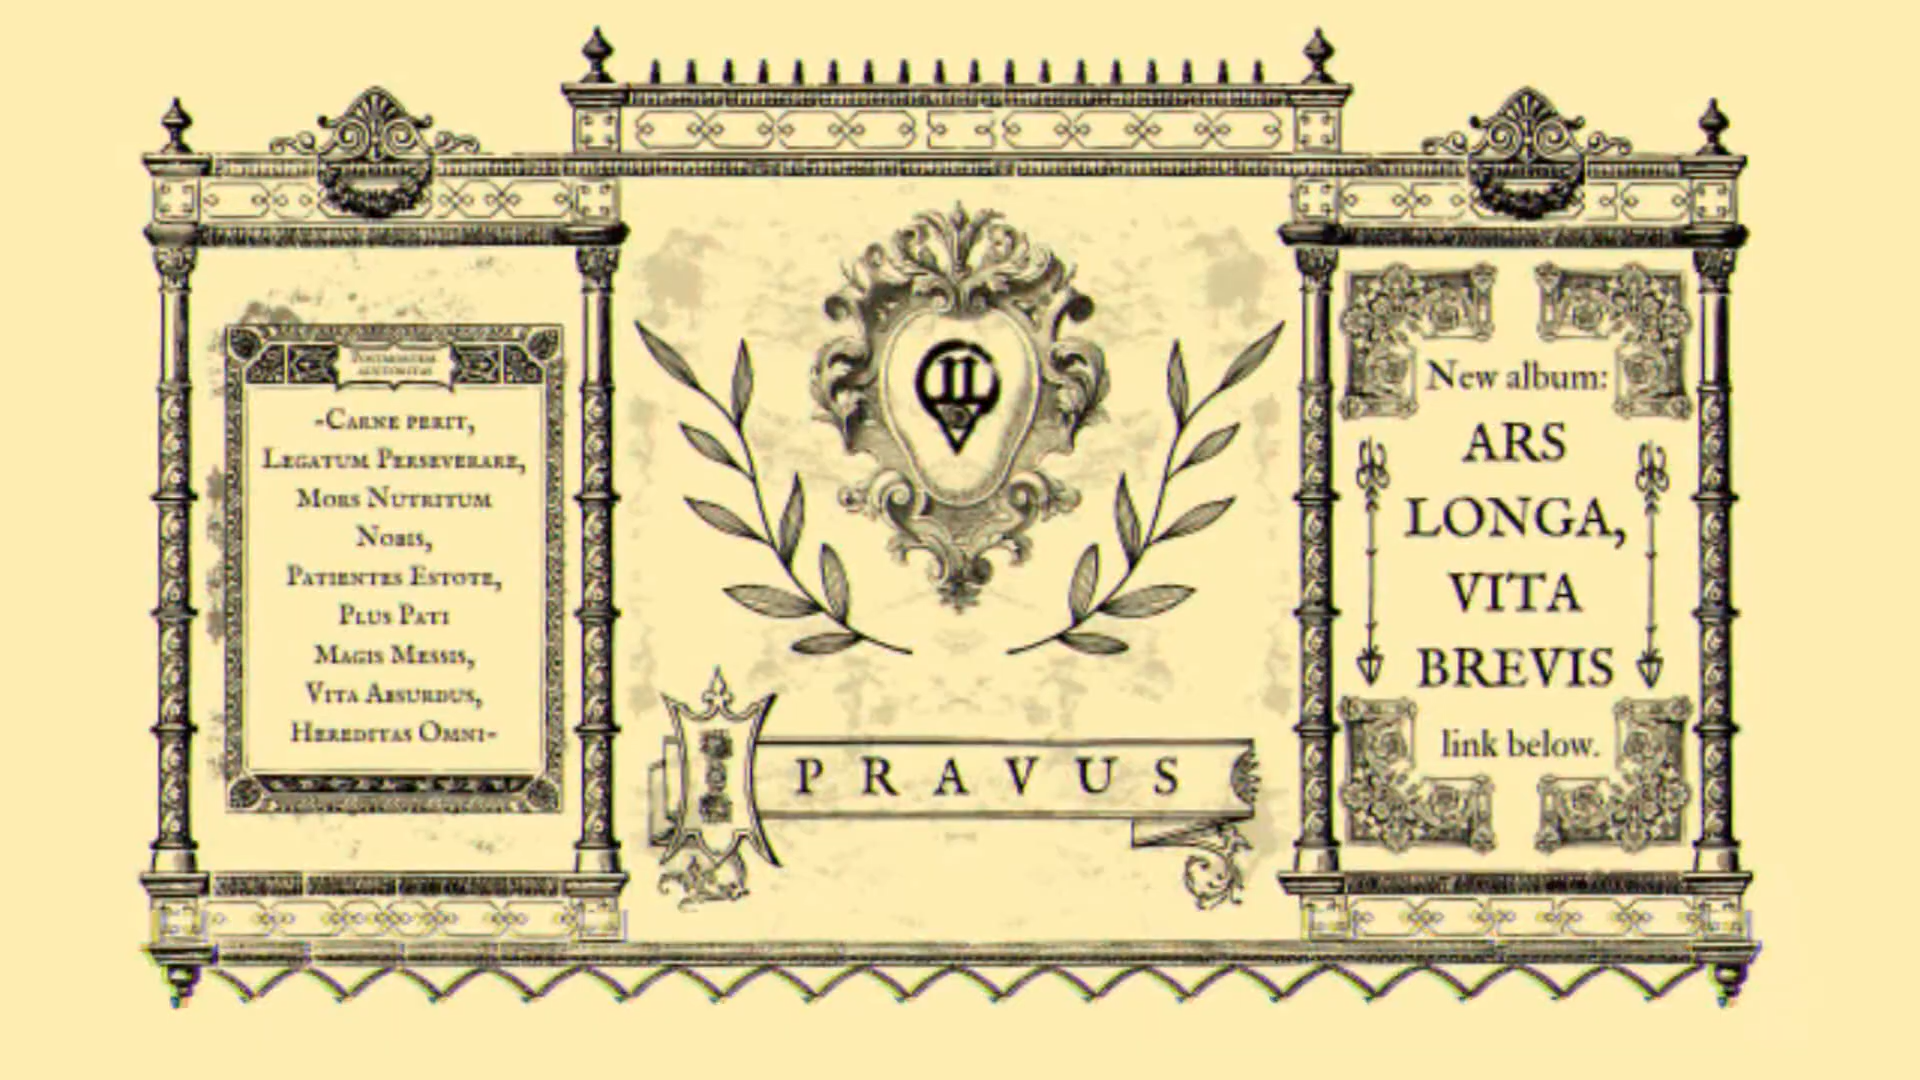 -Carne perit,
Legatum Perseverare,
Mors Nutritum
Nobis,
Patientes Estote,
Plus Pati
Magis Messis,
Vita Absurdus,
Hereditas Omni-
PRAVUS
New album:
ARS
LONGA,
VITA
BREVIS
link below.